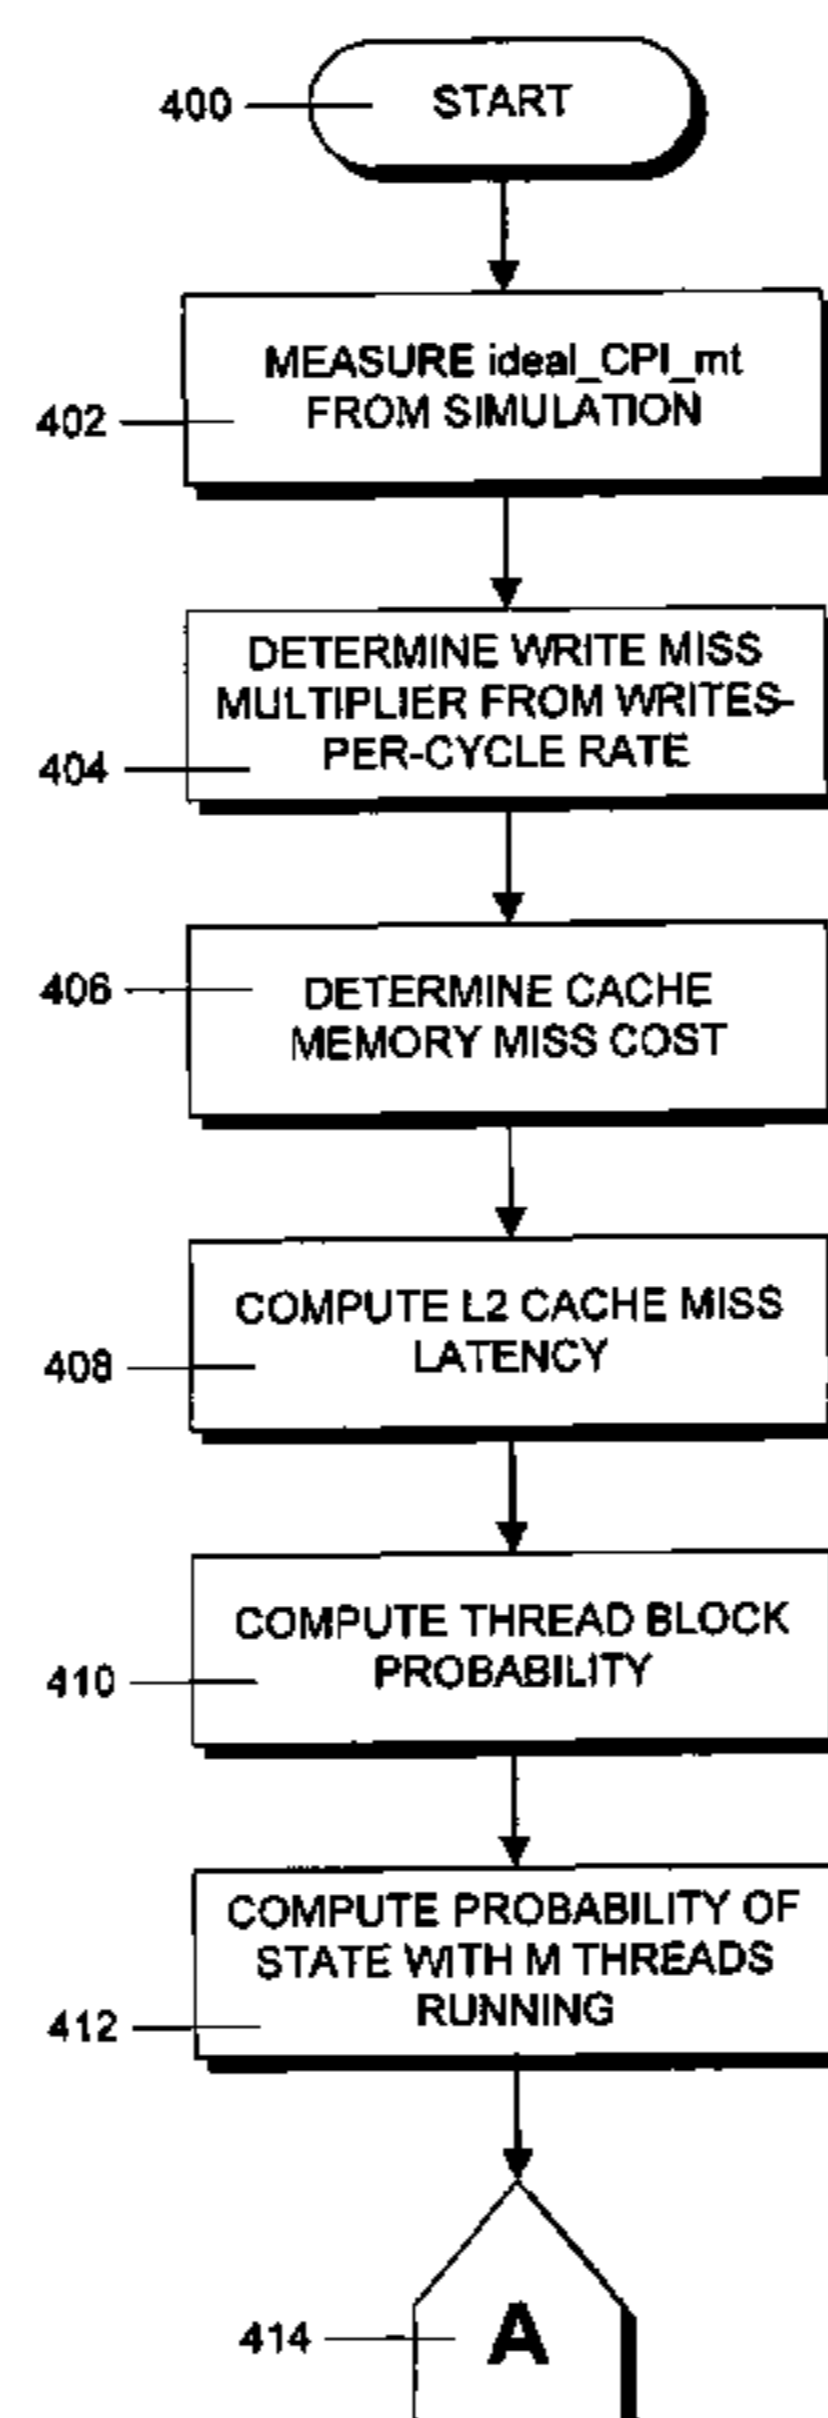 400
START
MEASURE ideal_CPI_mt
FROM SIMULATION
402
DETERMINE WRITE MISS
MULTIPLIER FROM WRITES-
PER-CYCLE RATE
404
406
DETERMINE CACHE
MEMORY MISS COST
COMPUTE L2 CACHE MISS
LATENCY
408
COMPUTE THREAD BLOCK
PROBABILITY
410
COMPUTE PROBABILITY OF
STATE WITH M THREADS
RUNNING
412
414
A